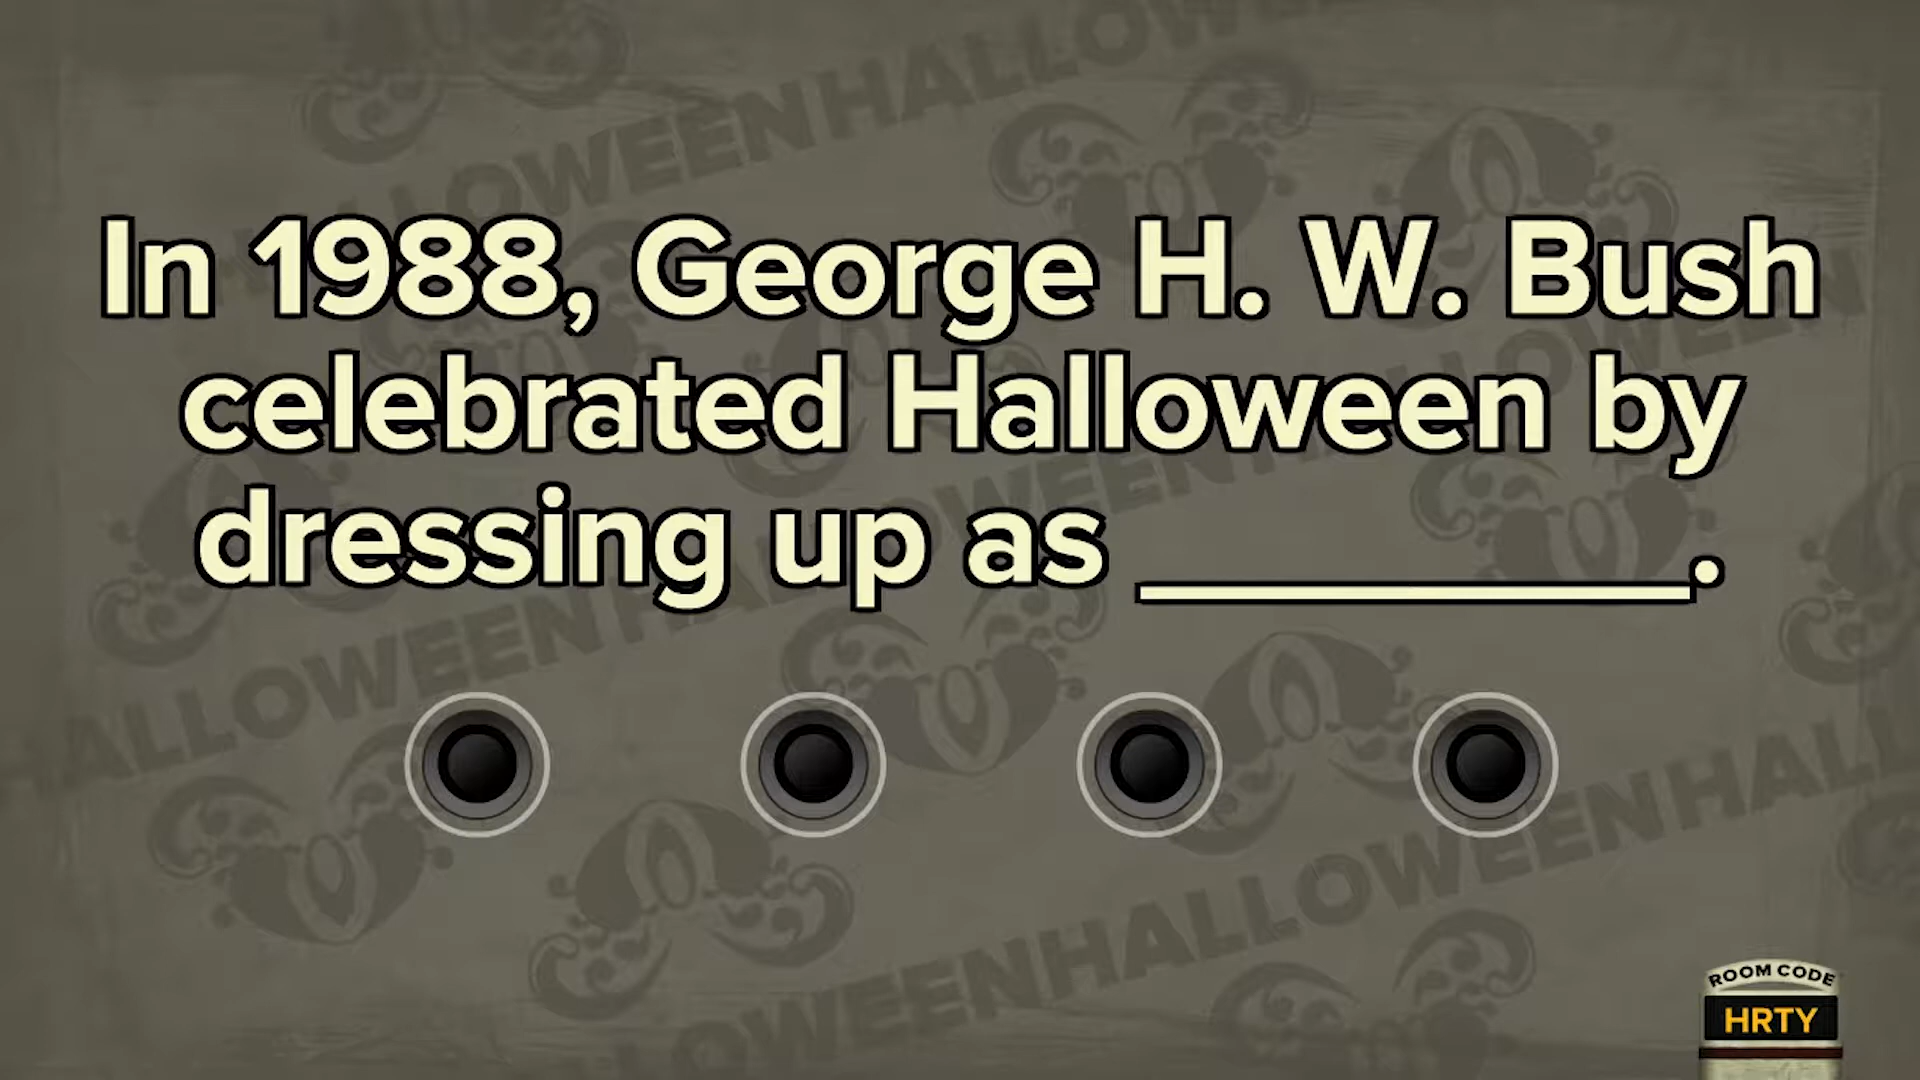 In 1988, George H. W. Bush
celebrated Halloween by
dressing up as ________.
ROOM CODE
HRTY